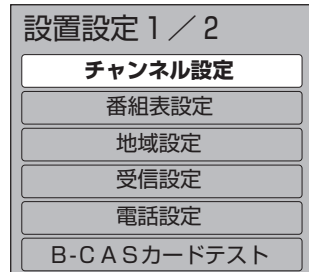 設置設定１／２
チャンネル設定
番組表設定
地域設定
受信設定
電話設定
Ｂ-ＣＡＳカードテスト